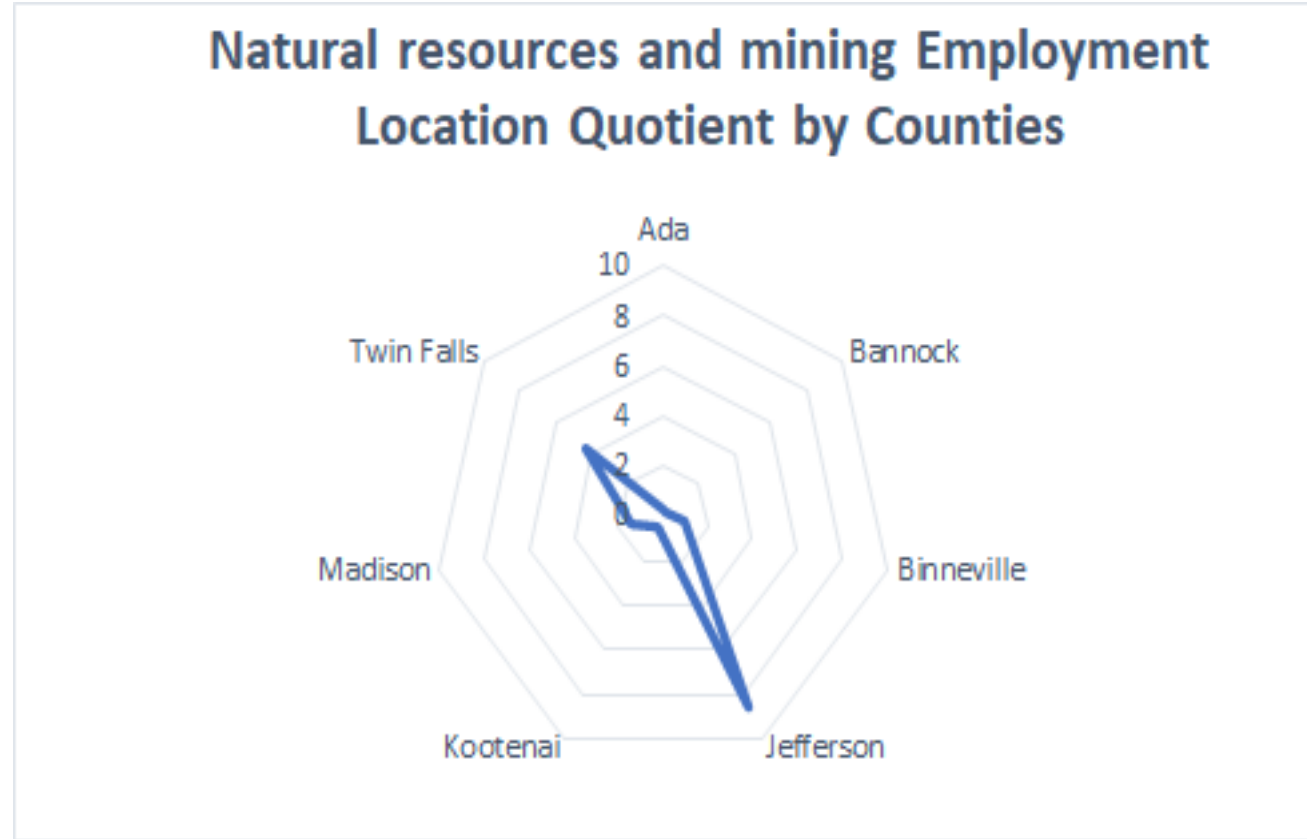 Natural resources and mining Employment
Location Quotient by Counties
Ada
10
8
6
4
2
0
Bannock
Binneville
Jefferson
Kootenai
Madison
Twin Falls